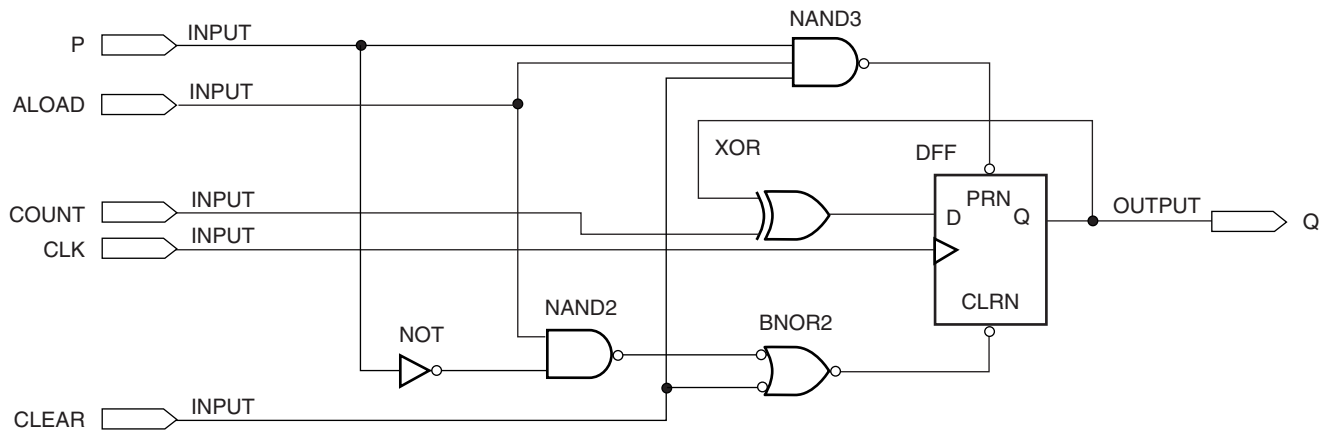 NAND3
P INPUT
ALOAD INPUT
XOR
DFF
COUNT INPUT
PRN
D Q
OUTPUT Q
CLK INPUT
CLRN
NAND2
BNOR2
NOT
CLEAR INPUT